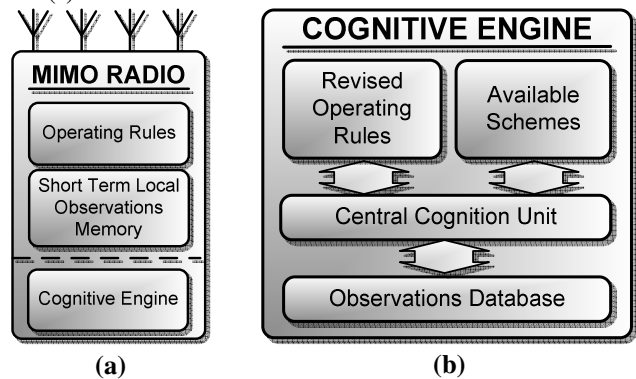 MIMO RADIO
Operating Rules
Short Term Local
Observations
Memory
Cognitive Engine
(a)
COGNITIVE ENGINE
Revised
Operating
Rules
Available
Schemes
Central Cognition Unit
Observations Database
(b)